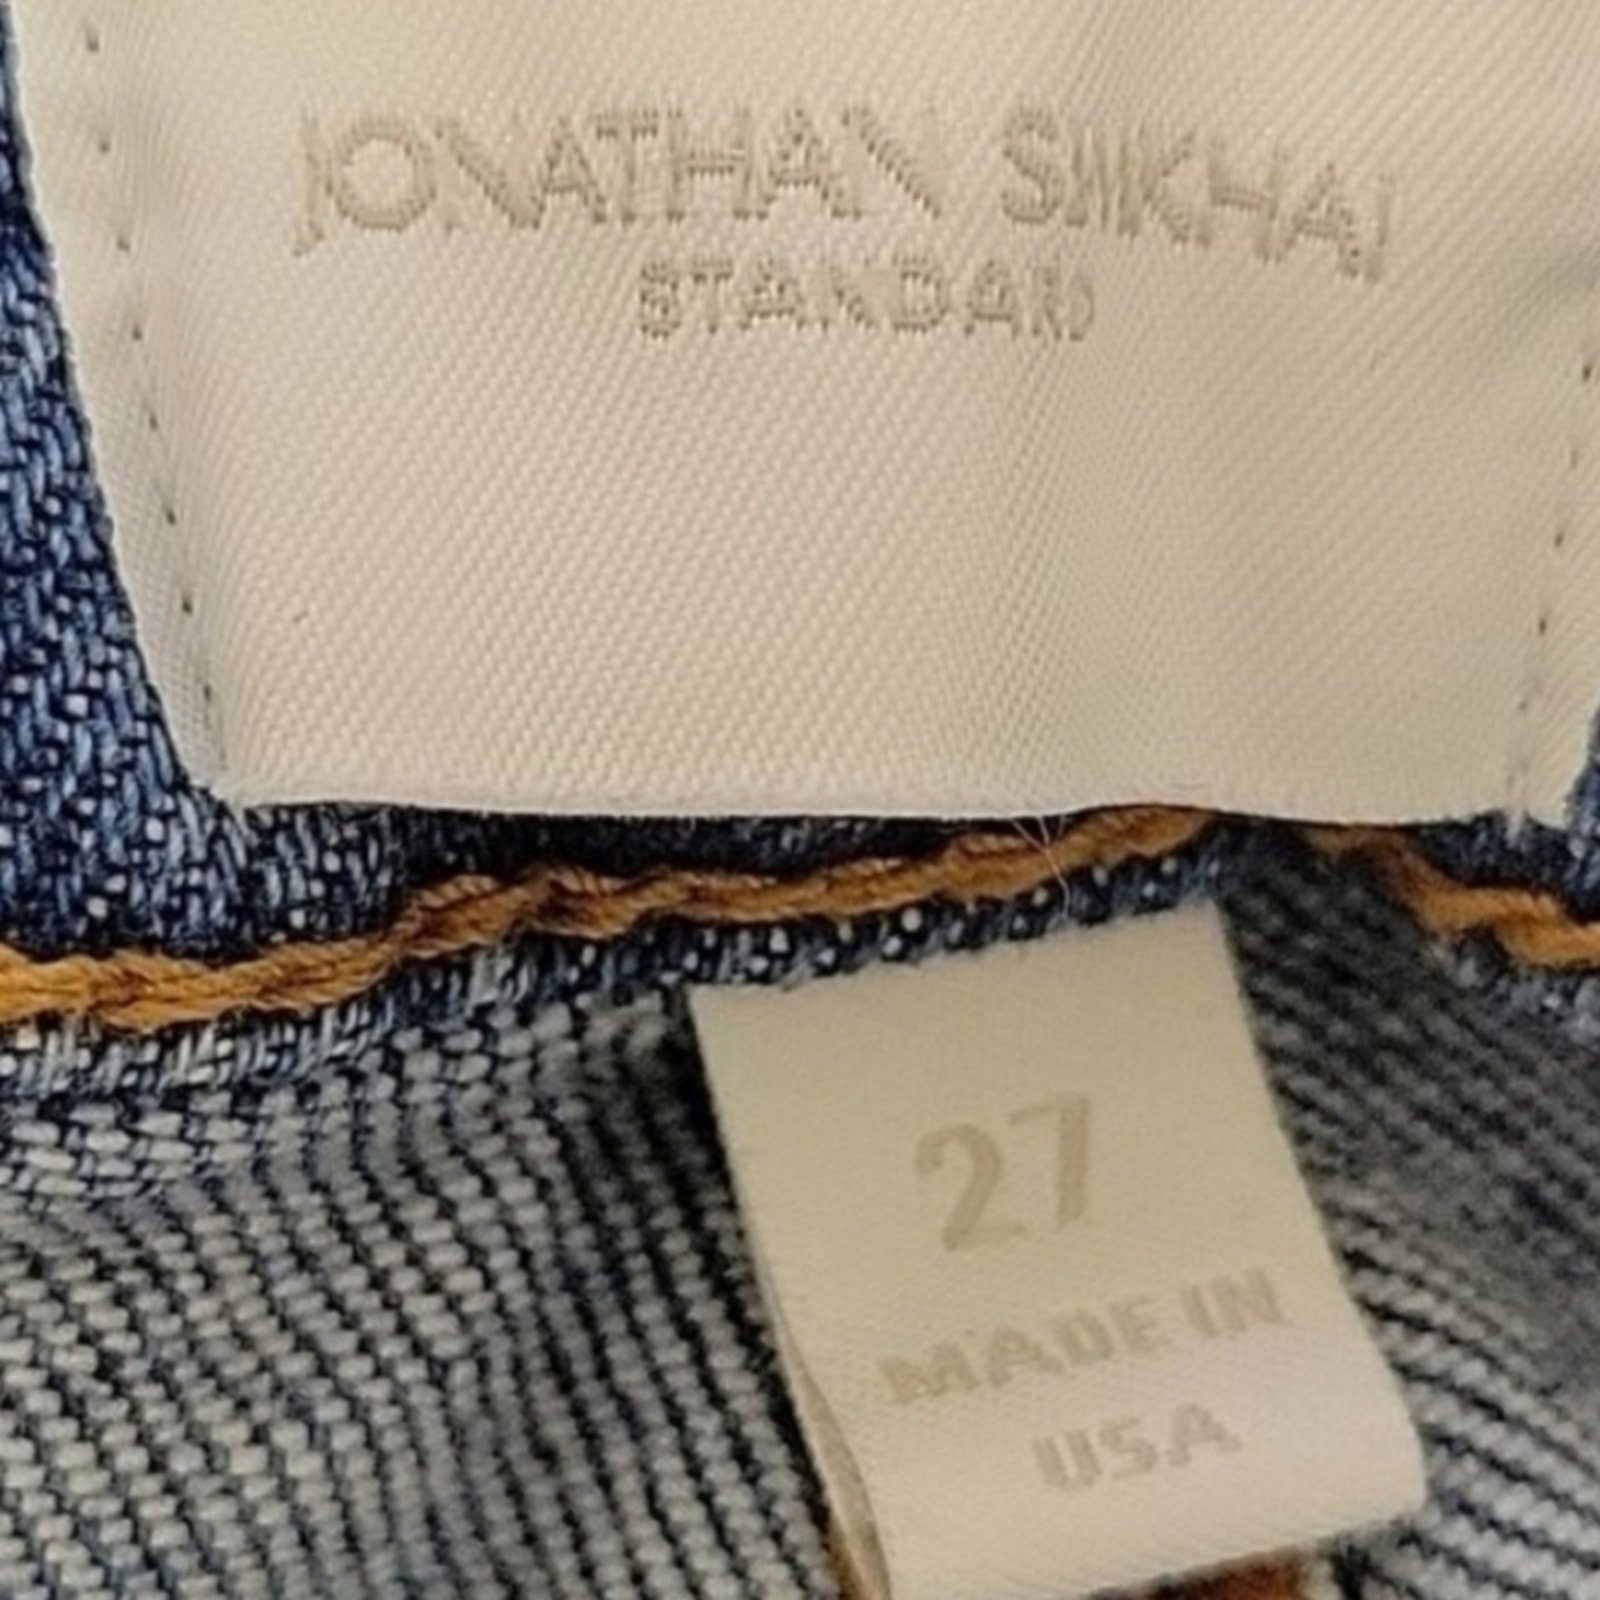 JONATHAN SIMKHAI
STANDARD
27
MADE IN
USA